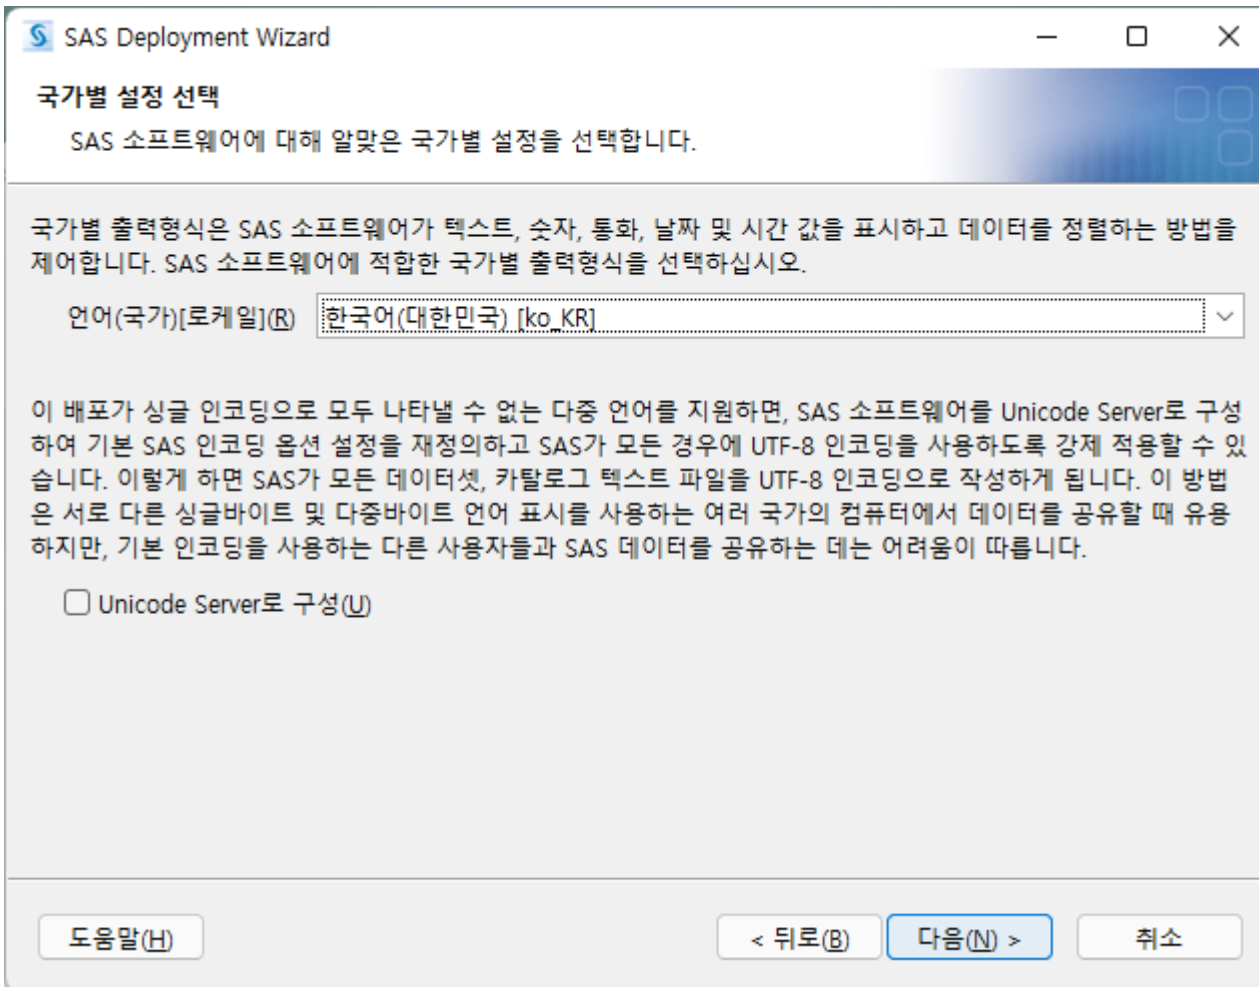 SAS Deployment Wizard
국가별 설정 선택
SAS 소프트웨어에 대해 알맞은 국가별 설정을 선택합니다.
국가별 출력형식은 SAS 소프트웨어가 텍스트, 숫자, 통화, 날짜 및 시간 값을 표시하고 데이터를 정렬하는 방법을
제어합니다. SAS 소프트웨어에 적합한 국가별 출력형식을 선택하십시오.
언어(국가)[로케일](R) 한국어(대한민국) [ko_KR]
이 배포가 싱글 인코딩으로 모두 나타낼 수 없는 다중 언어를 지원하면, SAS 소프트웨어를 Unicode Server로 구성
하여 기본 SAS 인코딩 옵션 설정을 재정의하고 SAS가 모든 경우에 UTF-8 인코딩을 사용하도록 강제 적용할 수 있
습니다. 이렇게 하면 SAS가 모든 데이터셋, 카탈로그 텍스트 파일을 UTF-8 인코딩으로 작성하게 됩니다. 이 방법
은 서로 다른 싱글바이트 및 다중바이트 언어 표시를 사용하는 여러 국가의 컴퓨터에서 데이터를 공유할 때 유용
하지만, 기본 인코딩을 사용하는 다른 사용자들과 SAS 데이터를 공유하는 데는 어려움이 따릅니다.
Unicode Server로 구성(U)
도움말(H) < 뒤로(B) 다음(N) > 취소